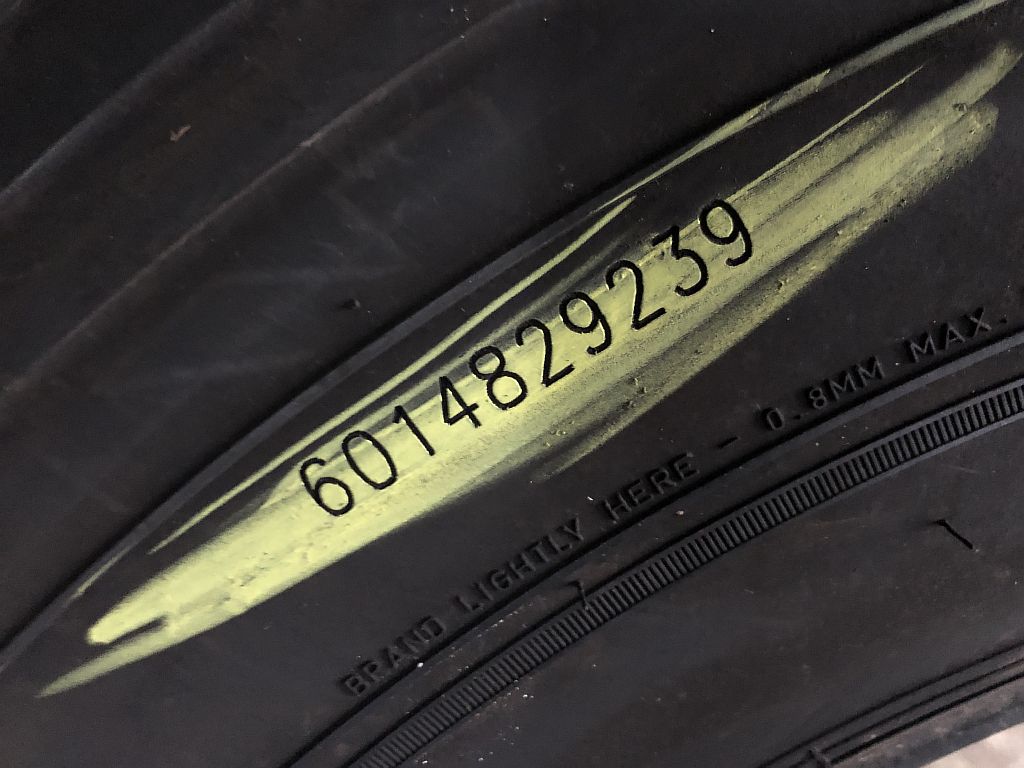 6014829239
BRAND LIGHTLY HERE - 0.8MM MAX.